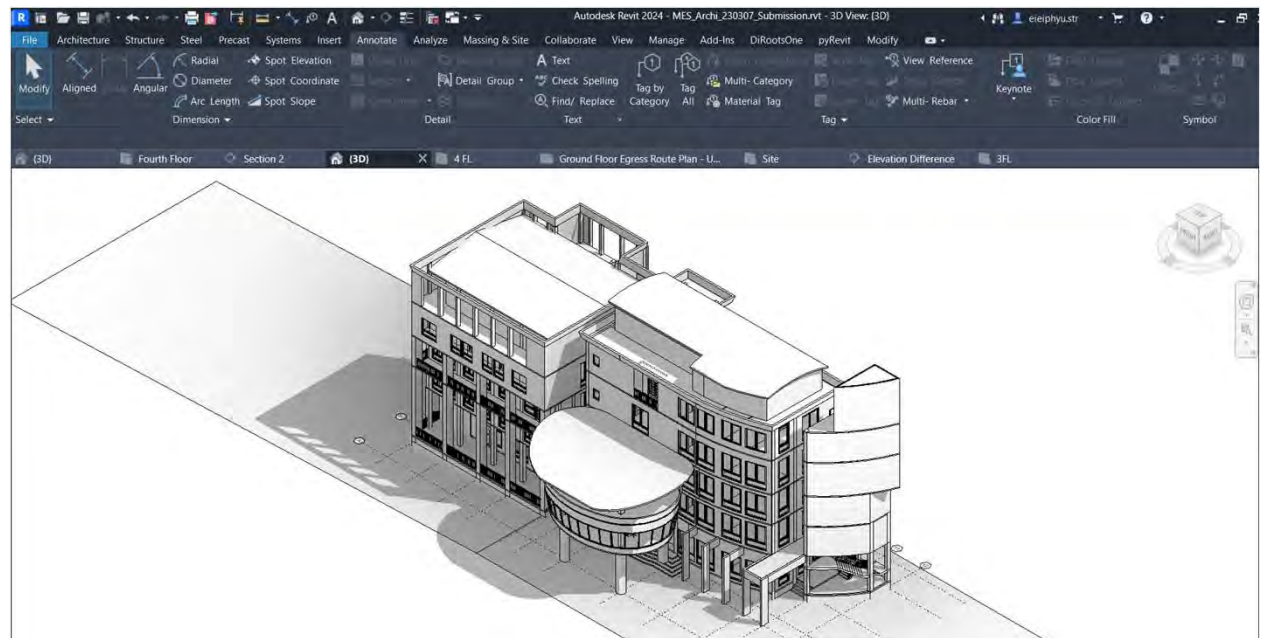 Autodesk Revit 2024 - MES_Archi_230307_Submission.rvt - 3D View: {3D}
eieiphyu.str
File Architecture Structure Steel Precast Systems Insert Annotate Analyze Massing & Site Collaborate View Manage Add-Ins DiRootsOne pyRevit Modify
Radial Spot Elevation A Text View Reference
Diameter Spot Coordinate Detail Group Check Spelling Multi- Category
Modify Aligned Angular Arc Length Spot Slope Find/ Replace Tag by Category Tag All Material Tag Multi- Rebar Keynote
Select Dimension Detail Text Tag Color Fill Symbol
{3D} Fourth Floor Section 2 {3D} 4 FL Ground Floor Egress Route Plan - U... Site Elevation Difference 3FL
TOP